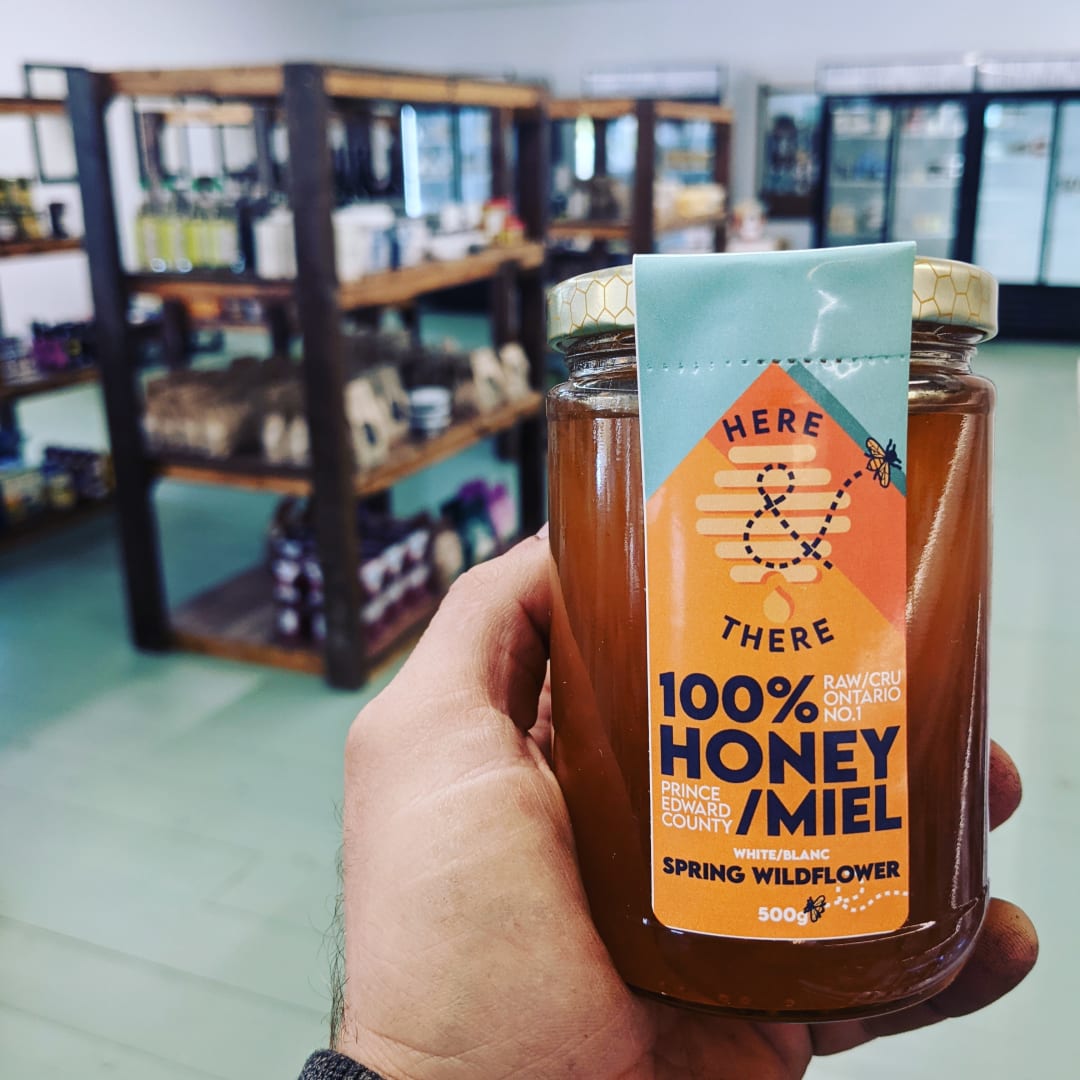 HERE
&
THERE
100%
RAW/CRU
ONTARIO
NO.1
HONEY
PRINCE
EDWARD
COUNTY
/MIEL
WHITE/BLANC
SPRING WILDFLOWER
500g